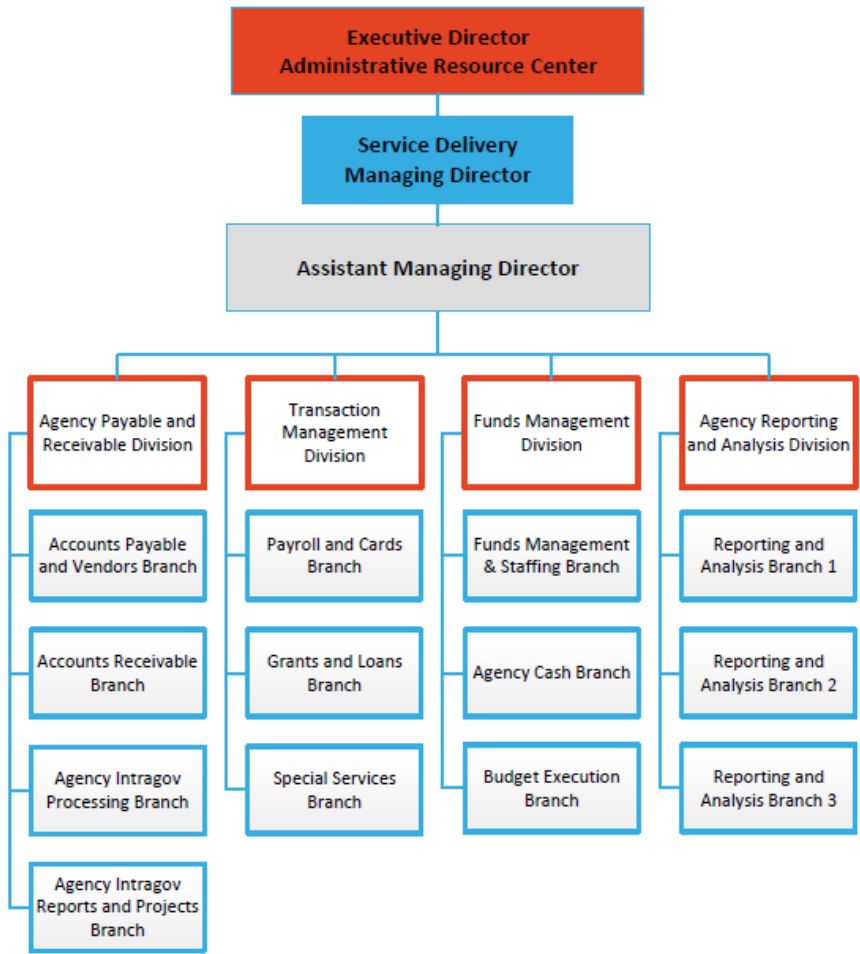 Executive Director
Administrative Resource Center
Service Delivery
Managing Director
Assistant Managing Director
Agency Payable and
Receivable Division
Transaction
Management
Division
Funds Management
Division
Agency Reporting
and Analysis Division
Accounts Payable
and Vendors Branch
Payroll and Cards
Branch
Funds Management
& Staffing Branch
Reporting and
Analysis Branch 1
Accounts Receivable
Branch
Grants and Loans
Branch
Agency Cash Branch
Reporting and
Analysis Branch 2
Agency Intragov
Processing Branch
Special Services
Branch
Budget Execution
Branch
Reporting and
Analysis Branch 3
Agency Intragov
Reports and Projects
Branch